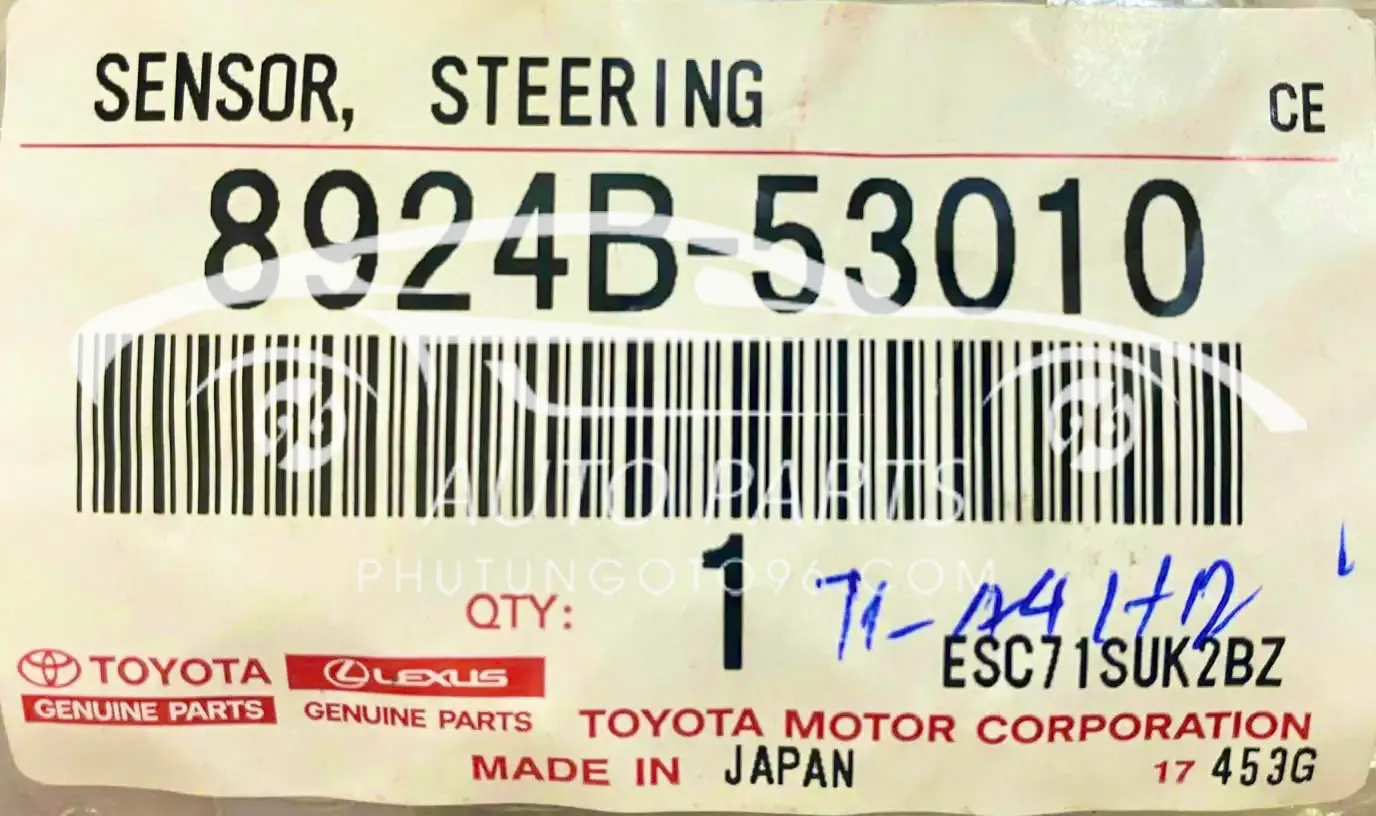 SENSOR, STEERING CE
8924B-53010
AUTO PARTS
PHUTUNGOTO96.COM
QTY: 1
ESC71SUK2BZ
TOYOTA LEXUS
GENUINE PARTS GENUINE PARTS TOYOTA MOTOR CORPORATION
MADE IN JAPAN 17 453G